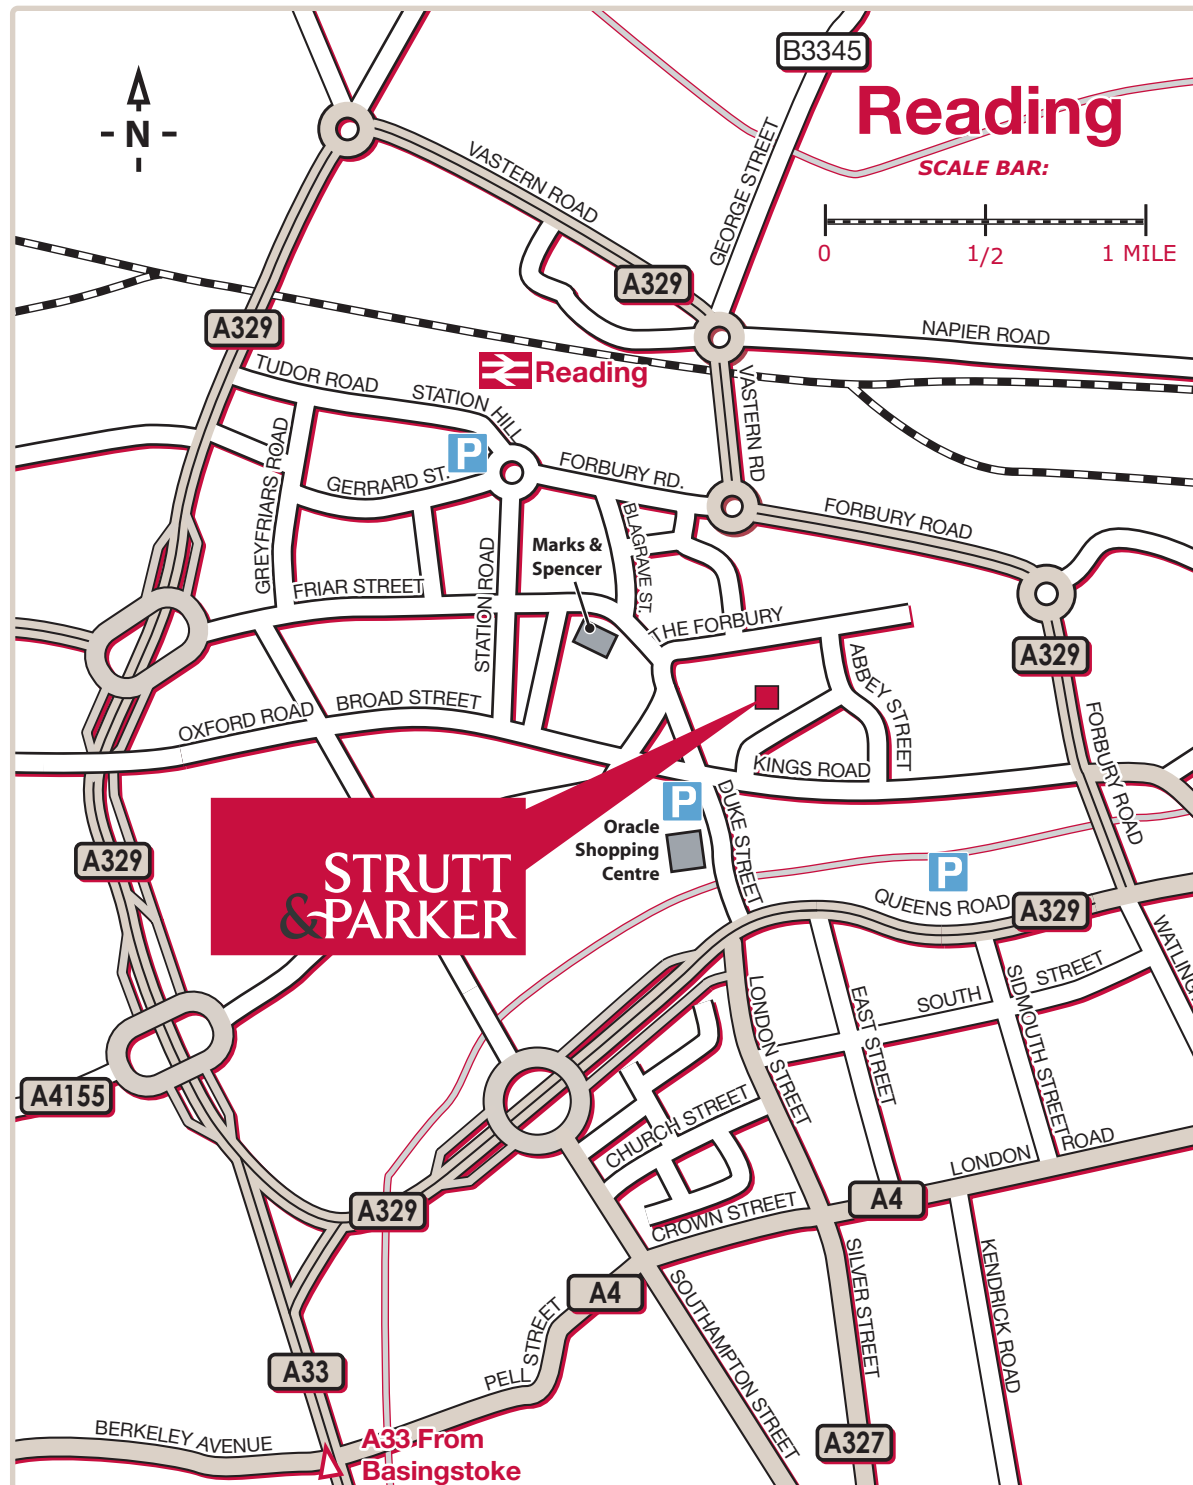 B3345
Reading
SCALE BAR:
0 1/2 1 MILE
N
VASTERN ROAD
GEORGE STREET
A329
A329
NAPIER ROAD
Reading
TUDOR ROAD
STATION HILL
VASTERN RD
P
GERRARD ST.
FORBURY RD.
FORBURY ROAD
GREYFRIARS ROAD
BLAGRAVE ST.
Marks &
Spencer
STATION ROAD
FRIAR STREET
THE FORBURY
A329
ABBEY STREET
OXFORD ROAD
BROAD STREET
FORBURY ROAD
KINGS ROAD
P
DUKE STREET
Oracle
Shopping
Centre
A329
STRUTT
&PARKER
P
QUEENS ROAD
A329
WATLING
SOUTH STREET
SIDMOUTH STREET
EAST STREET
LONDON STREET
A4155
CHURCH STREET
LONDON ROAD
A4
A329
CROWN STREET
SILVER STREET
KENDRICK ROAD
SOUTHAMPTON STREET
A4
PELL STREET
A33
BERKELEY AVENUE
A33 From
Basingstoke
A327